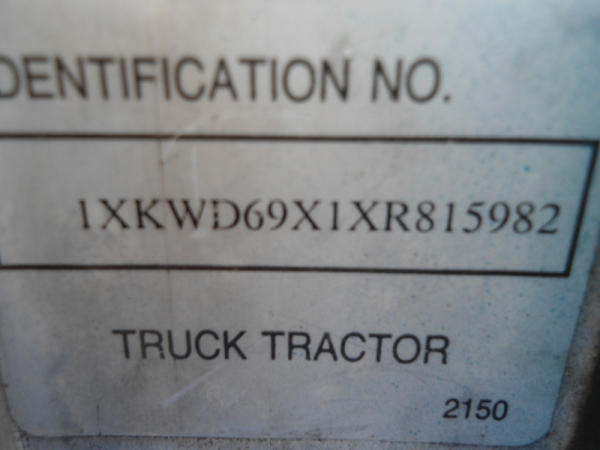 DENTIFICATION NO.
1XKWD69X1XR815982
TRUCK TRACTOR
2150